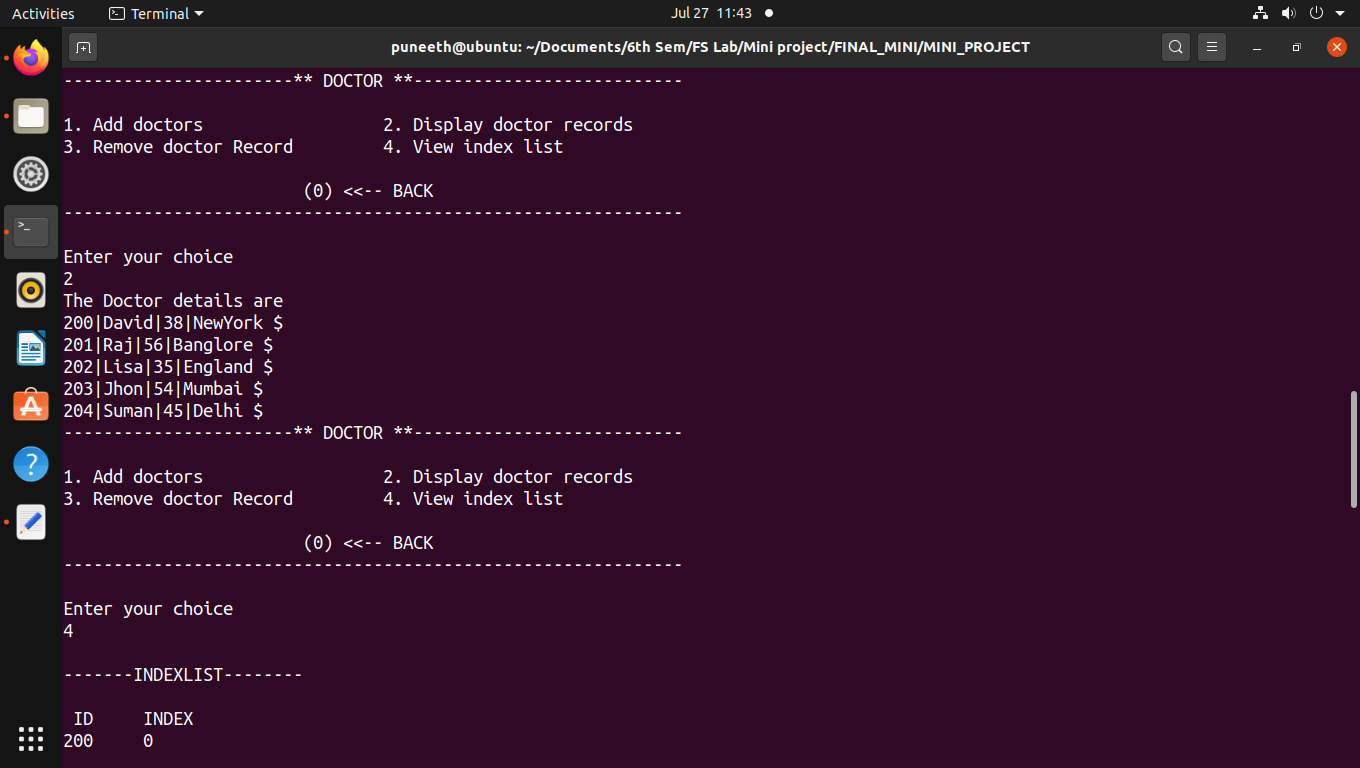 Activities Terminal Jul 27 11:43
puneeth@ubuntu: ~/Documents/6th Sem/FS Lab/Mini project/FINAL_MINI/MINI_PROJECT
-----------------------** DOCTOR **---------------------------
1. Add doctors                  2. Display doctor records
3. Remove doctor Record         4. View index list
(0) <<-- BACK
--------------------------------------------------------------
Enter your choice
2
The Doctor details are
200|David|38|NewYork $
201|Raj|56|Banglore $
202|Lisa|35|England $
203|Jhon|54|Mumbai $
204|Suman|45|Delhi $
-----------------------** DOCTOR **---------------------------
1. Add doctors                  2. Display doctor records
3. Remove doctor Record         4. View index list
(0) <<-- BACK
--------------------------------------------------------------
Enter your choice
4
-------INDEXLIST--------
ID     INDEX
200     0